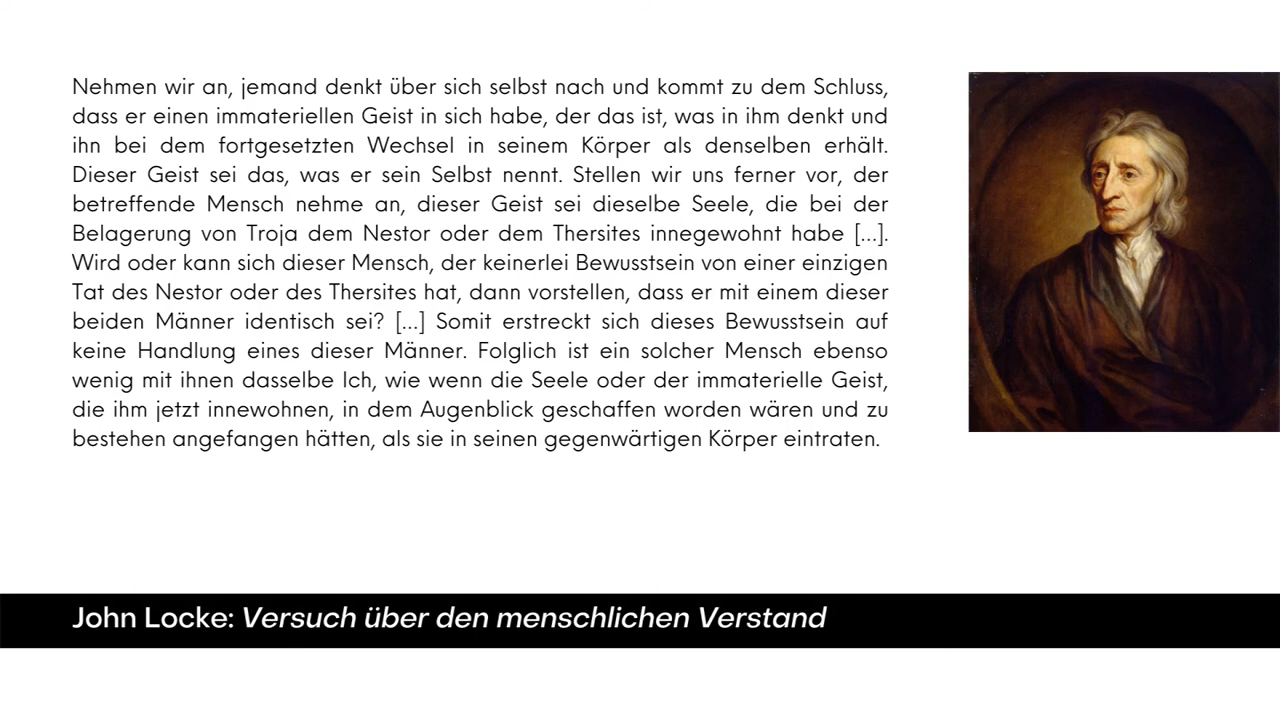 Nehmen wir an, jemand denkt über sich selbst nach und kommt zu dem Schluss,
dass er einen immateriellen Geist in sich habe, der das ist, was in ihm denkt und
ihn bei dem fortgesetzten Wechsel in seinem Körper als denselben erhält.
Dieser Geist sei das, was er sein Selbst nennt. Stellen wir uns ferner vor, der
betreffende Mensch nehme an, dieser Geist sei dieselbe Seele, die bei der
Belagerung von Troja dem Nestor oder dem Thersites innegewohnt habe [...].
Wird oder kann sich dieser Mensch, der keinerlei Bewusstsein von einer einzigen
Tat des Nestor oder des Thersites hat, dann vorstellen, dass er mit einem dieser
beiden Männer identisch sei? [...] Somit erstreckt sich dieses Bewusstsein auf
keine Handlung eines dieser Männer. Folglich ist ein solcher Mensch ebenso
wenig mit ihnen dasselbe Ich, wie wenn die Seele oder der immaterielle Geist,
die ihm jetzt innewohnen, in dem Augenblick geschaffen worden wären und zu
bestehen angefangen hätten, als sie in seinen gegenwärtigen Körper eintraten.
John Locke: Versuch über den menschlichen Verstand